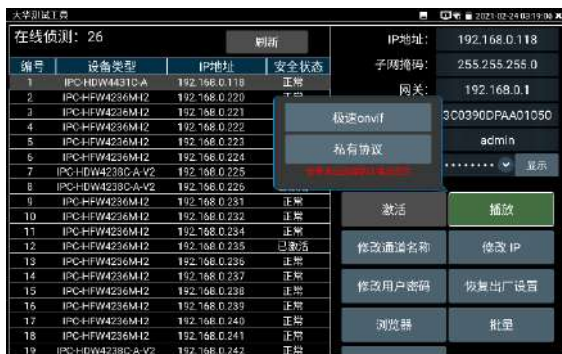 大华测试工具
2021-02-24 03:19:06 X
在线侦测: 26
刷新
编号 设备类型 IP地址 安全状态
1 IPC-HDW4431C-A 192.168.0.118 正常
2 IPC-HFW4236M-I2 192.168.0.220
3 IPC-HFW4236M-I2 192.168.0.221
4 IPC-HFW4236M-I2 192.168.0.222
5 IPC-HFW4236M-I2 192.168.0.223
6 IPC-HFW4236M-I2 192.168.0.224
7 IPC-HDW4238C-A-V2 192.168.0.225
8 IPC-HDW4238C-A-V2 192.168.0.226
9 IPC-HFW4236M-I2 192.168.0.231 正常
10 IPC-HFW4236M-I2 192.168.0.232 正常
11 IPC-HFW4236M-I2 192.168.0.234 正常
12 IPC-HFW4236M-I2 192.168.0.235 已激活
13 IPC-HFW4236M-I2 192.168.0.236 正常
14 IPC-HFW4236M-I2 192.168.0.237 正常
15 IPC-HFW4236M-I2 192.168.0.238 正常
16 IPC-HFW4236M-I2 192.168.0.239 正常
17 IPC-HFW4236M-I2 192.168.0.240 正常
18 IPC-HFW4236M-I2 192.168.0.241 正常
19 IPC-HDW4238C-A-V2 192.168.0.242 正常
极速onvif
私有协议
IP地址: 192.168.0.118
子网掩码: 255.255.255.0
网关: 192.168.0.1
3C0390DPAA01050
admin
显示
激活
播放
修改通道名称
修改 IP
修改用户密码
恢复出厂设置
浏览器
批量